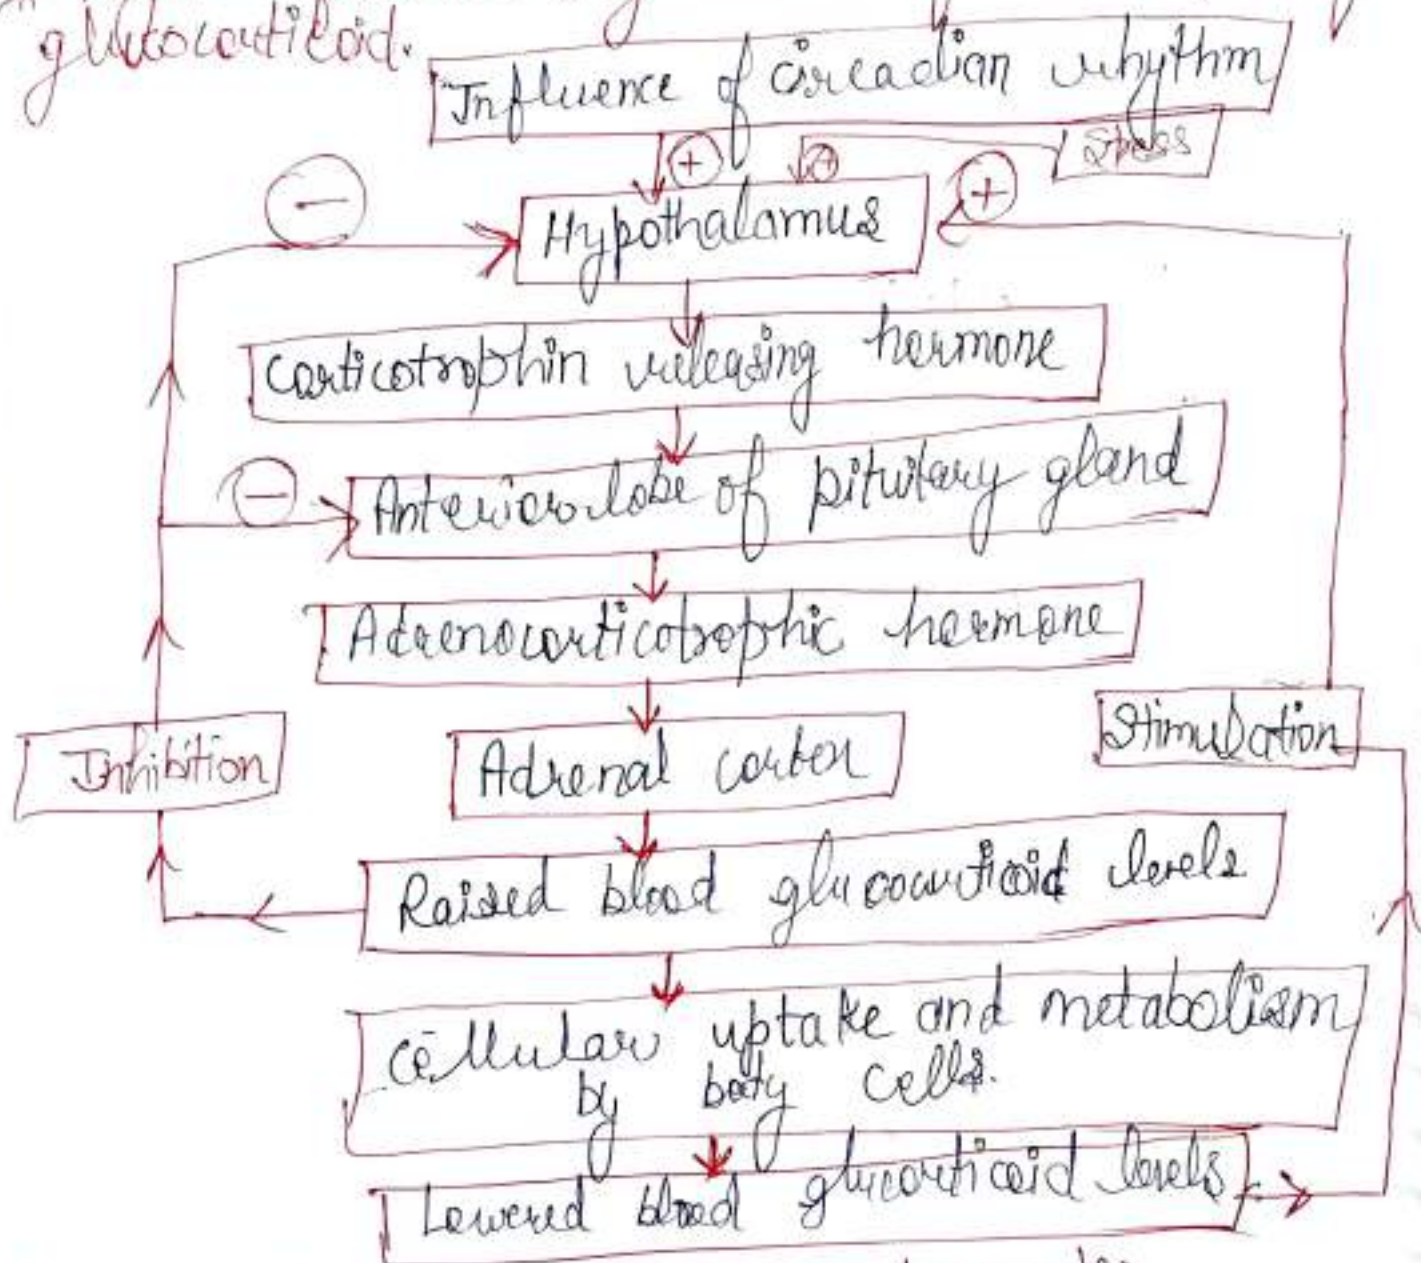 glucocorticoid.
Influence of circadian rhythm
Stress
+
+
−
+
Hypothalamus
Corticotrophin releasing hormone
−
Anterior lobe of pituitary gland
Adrenocorticotrophic hormone
Inhibition
Adrenal cortex
Stimulation
Raised blood glucocorticoid levels
Cellular uptake and metabolism
by body cells.
Lowered blood glucorticoid levels